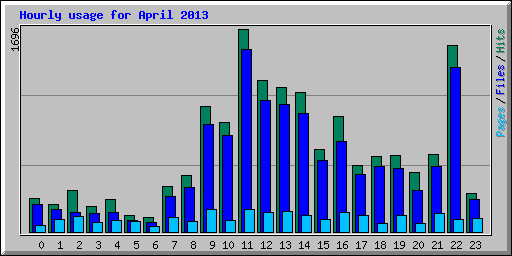 Hourly usage for April 2013
1696
Pages / Files / Hits
0 1 2 3 4 5 6 7 8 9 10 11 12 13 14 15 16 17 18 19 20 21 22 23